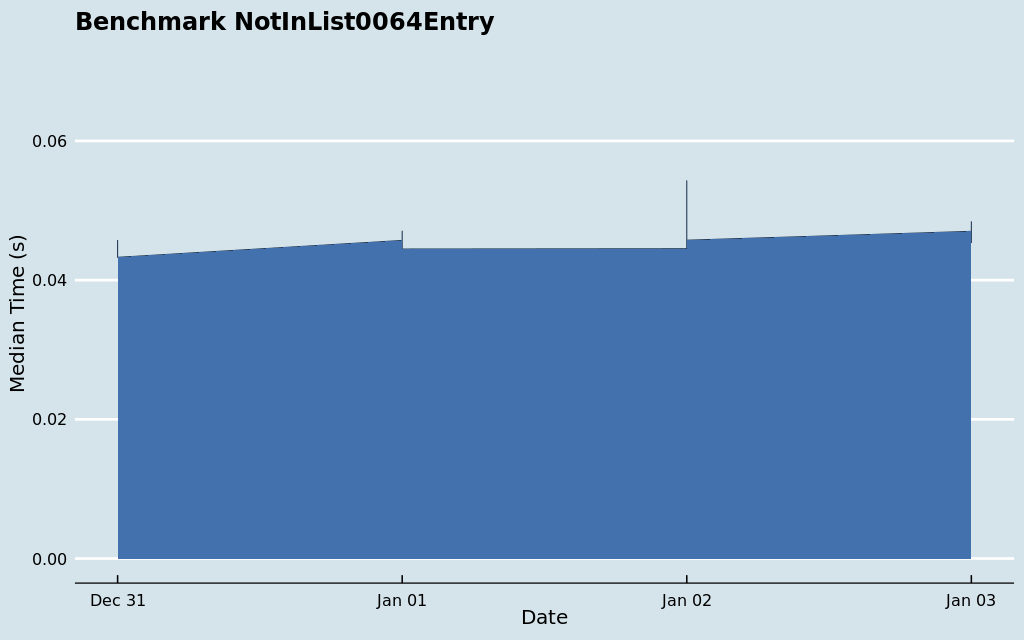 Benchmark NotInList0064Entry
0.06
0.04
0.02
0.00
Median Time (s)
Dec 31 Jan 01 Jan 02 Jan 03
Date